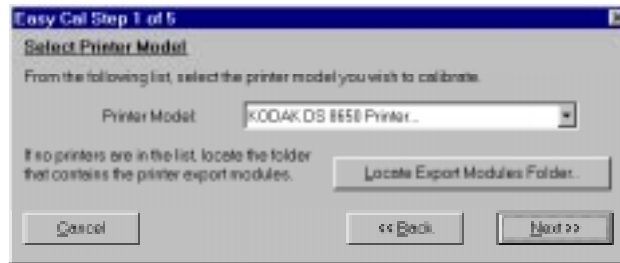 Easy Cal Step 1 of 5
Select Printer Model
From the following list, select the printer model you wish to calibrate.
Printer Model: KODAK DS 8650 Printer...
If no printers are in the list, locate the folder
that contains the printer export modules.
Locate Export Modules Folder...
Cancel
<< Back
Next >>